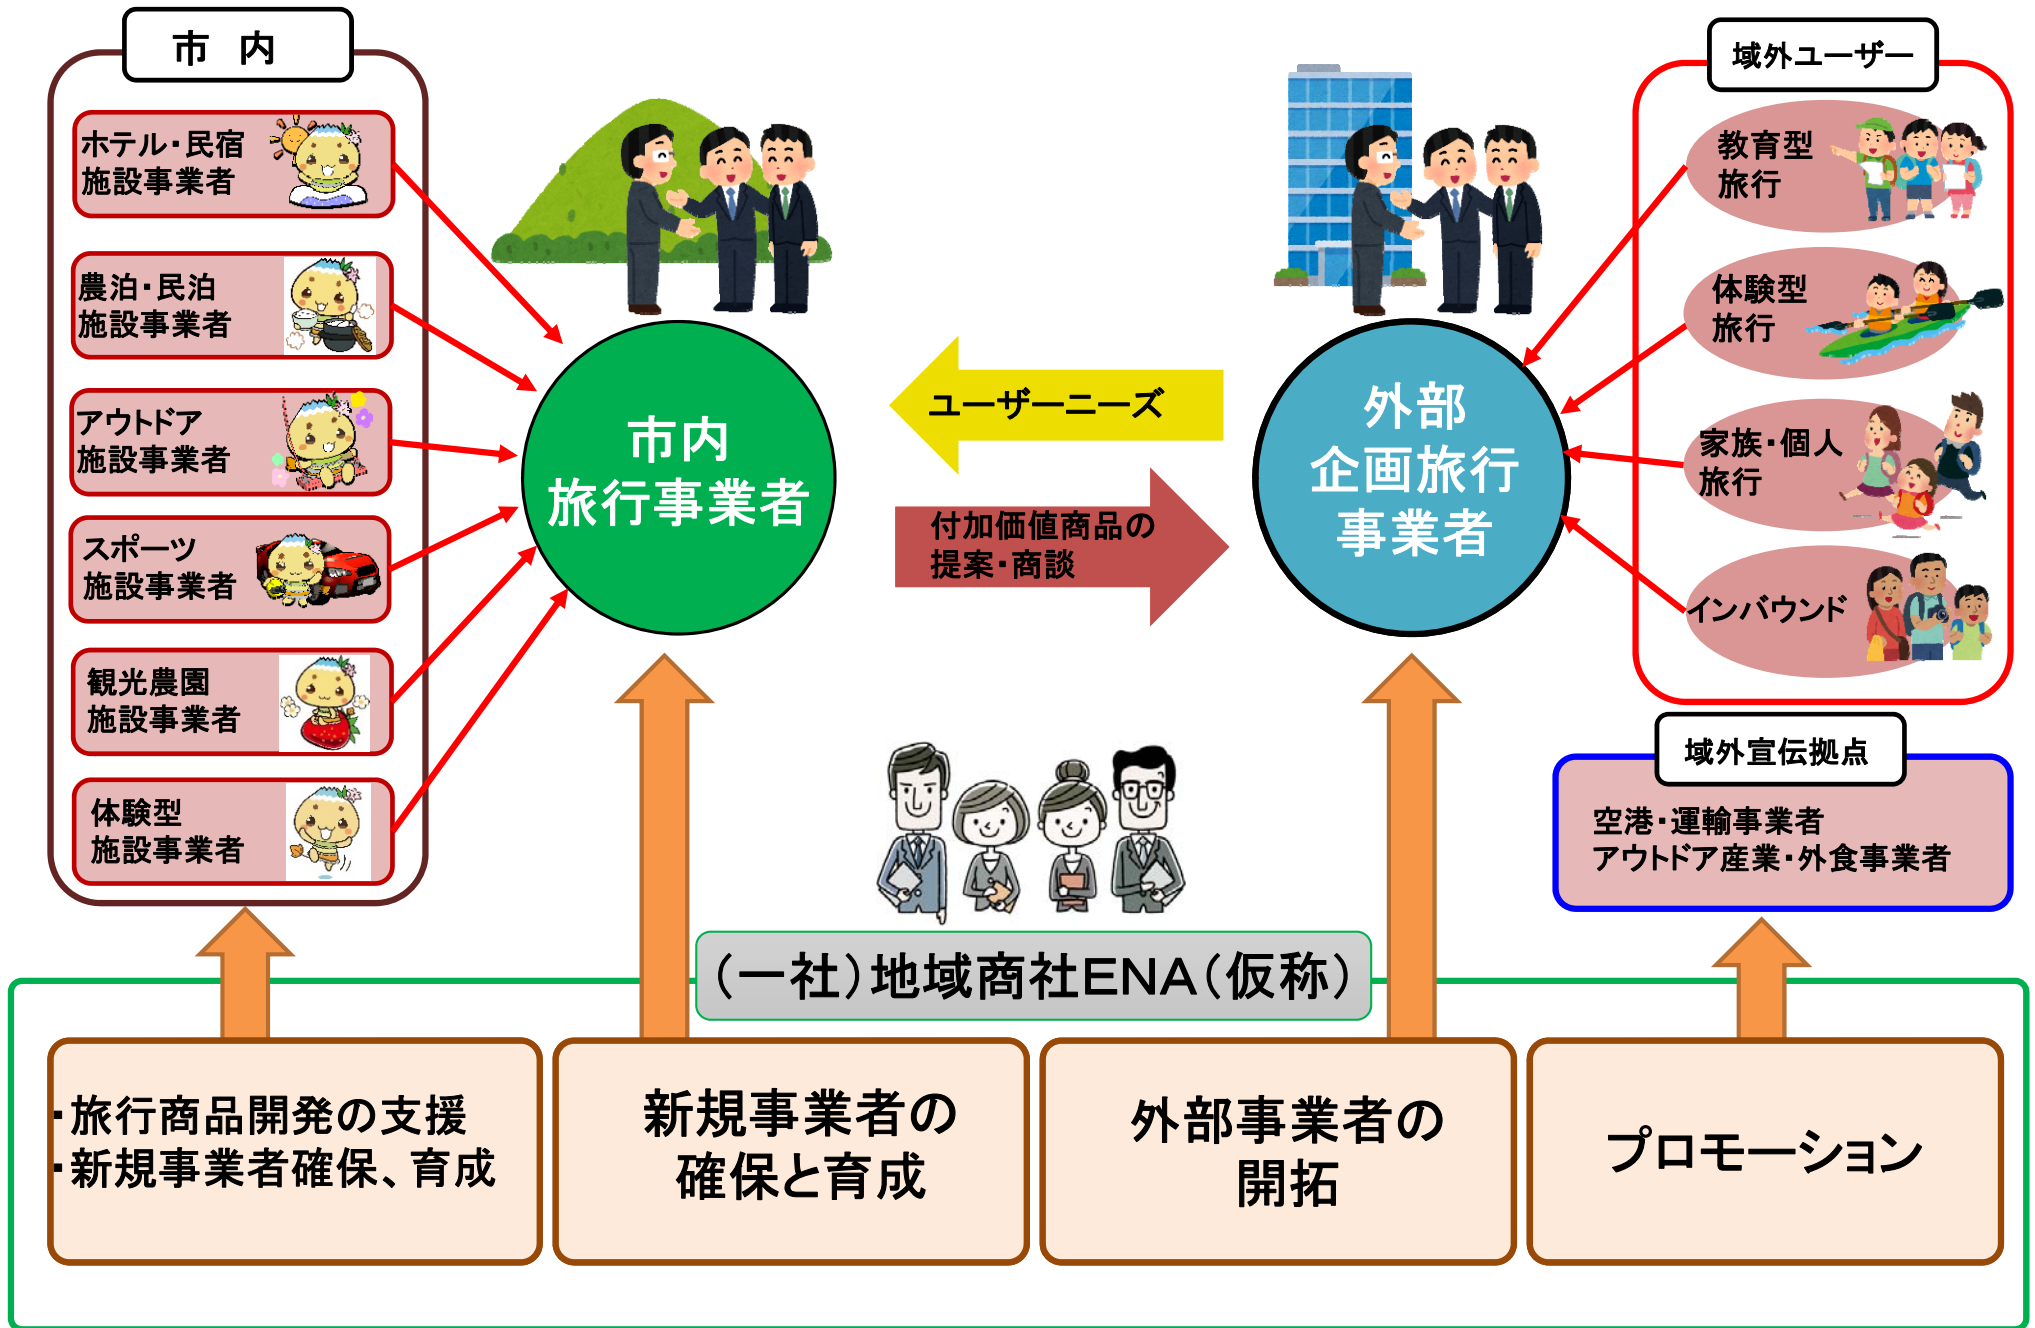 市　内
ホテル・民宿
施設事業者
農泊・民泊
施設事業者
アウトドア
施設事業者
スポーツ
施設事業者
観光農園
施設事業者
体験型
施設事業者
市内
旅行事業者
ユーザーニーズ
付加価値商品の
提案・商談
外部
企画旅行
事業者
域外ユーザー
教育型
旅行
体験型
旅行
家族・個人
旅行
インバウンド
域外宣伝拠点
空港・運輸事業者
アウトドア産業・外食事業者
（一社）地域商社ENA（仮称）
・旅行商品開発の支援
・新規事業者確保、育成
新規事業者の
確保と育成
外部事業者の
開拓
プロモーション